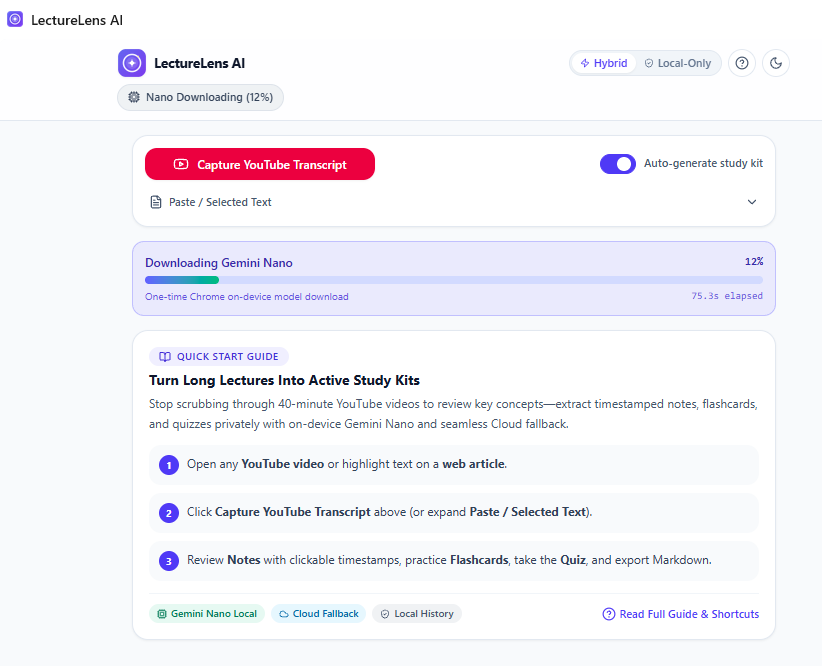 LectureLens AI
LectureLens AI
Hybrid
Local-Only
Nano Downloading (12%)
Capture YouTube Transcript
Auto-generate study kit
Paste / Selected Text
Downloading Gemini Nano
12%
One-time Chrome on-device model download
75.3s elapsed
QUICK START GUIDE
Turn Long Lectures Into Active Study Kits
Stop scrubbing through 40-minute YouTube videos to review key concepts—extract timestamped notes, flashcards,
and quizzes privately with on-device Gemini Nano and seamless Cloud fallback.
1 Open any YouTube video or highlight text on a web article.
2 Click Capture YouTube Transcript above (or expand Paste / Selected Text).
3 Review Notes with clickable timestamps, practice Flashcards, take the Quiz, and export Markdown.
Gemini Nano Local
Cloud Fallback
Local History
Read Full Guide & Shortcuts